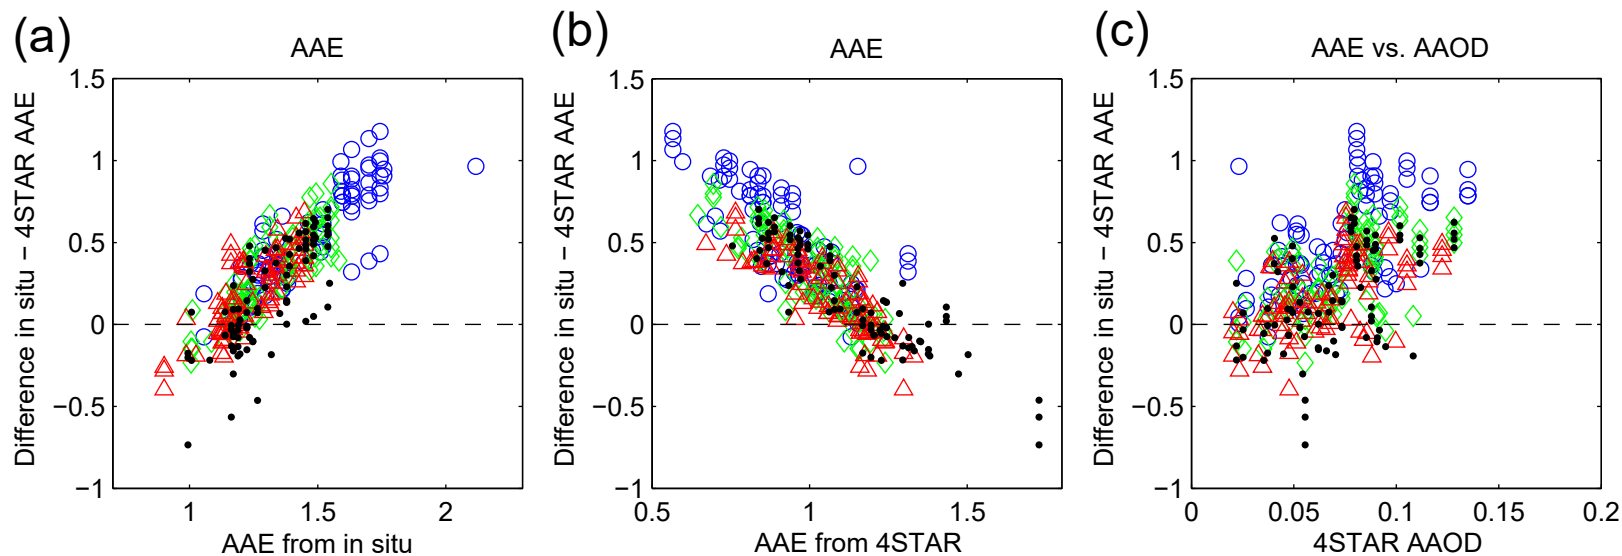 (a)
AAE
Difference in situ − 4STAR AAE
1.5
1
0.5
0
−0.5
−1
1
1.5
2
AAE from in situ
(b)
AAE
Difference in situ − 4STAR AAE
1.5
1
0.5
0
−0.5
−1
0.5
1
1.5
AAE from 4STAR
(c)
AAE vs. AAOD
Difference in situ − 4STAR AAE
1.5
1
0.5
0
−0.5
−1
0
0.05
0.1
0.15
0.2
4STAR AAOD